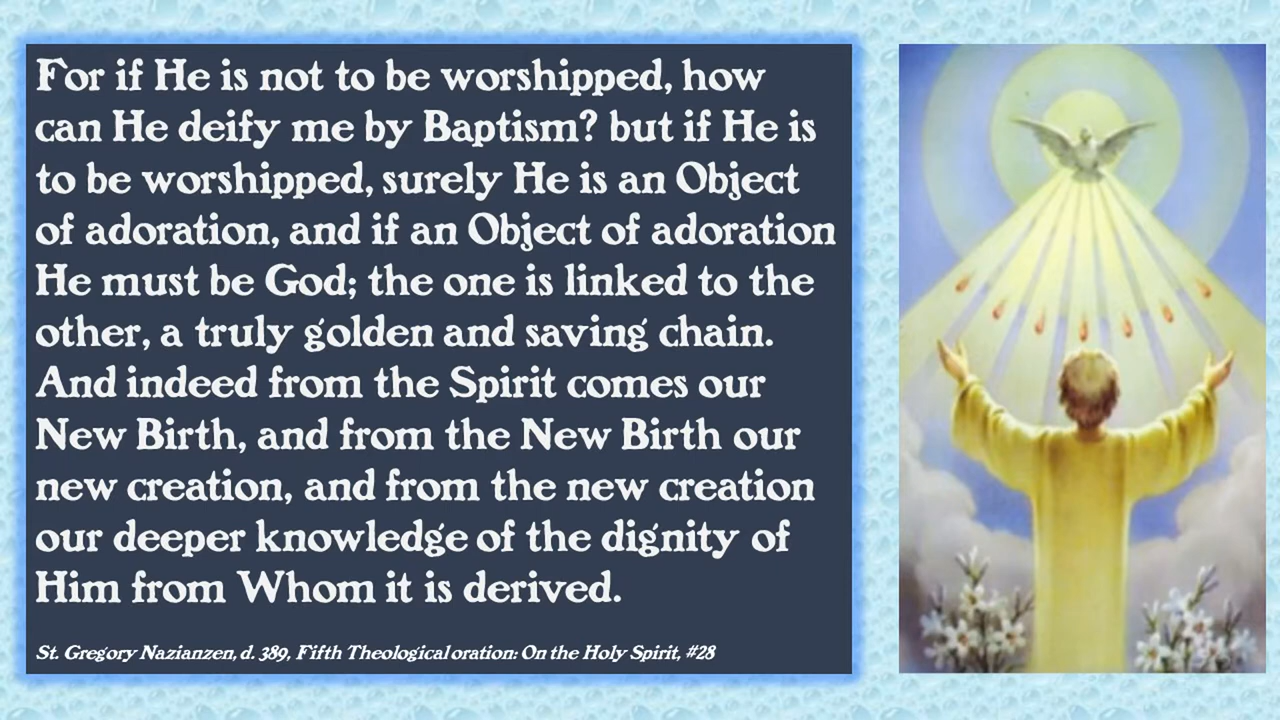 For if He is not to be worshipped, how
can He deify me by Baptism? but if He is
to be worshipped, surely He is an Object
of adoration, and if an Object of adoration
He must be God; the one is linked to the
other, a truly golden and saving chain.
And indeed from the Spirit comes our
New Birth, and from the New Birth our
new creation, and from the new creation
our deeper knowledge of the dignity of
Him from Whom it is derived.
St. Gregory Nazianzen, d. 389, Fifth Theological oration: On the Holy Spirit, #28